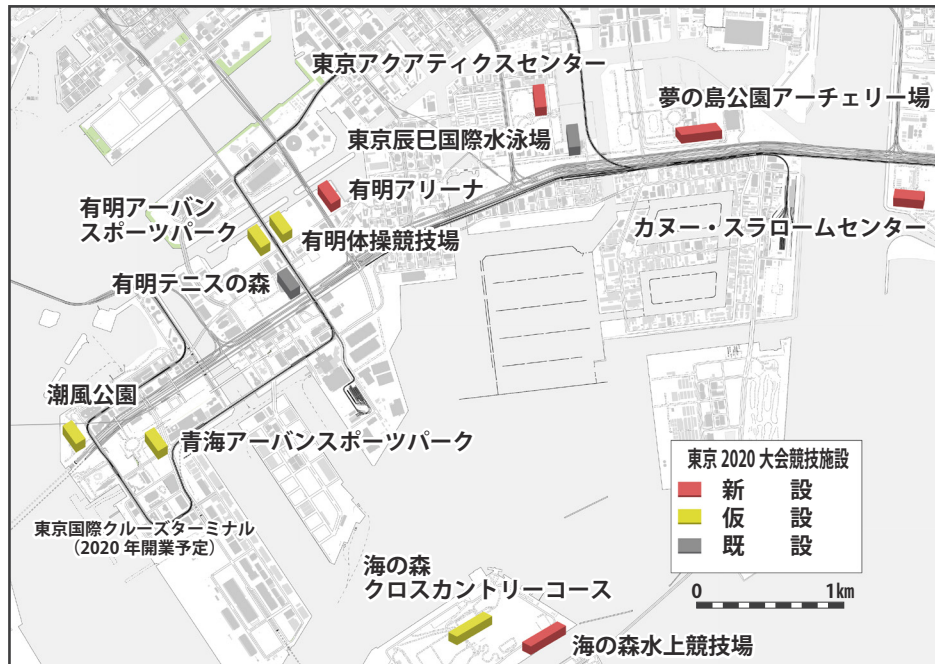 東京アクアティクスセンター
夢の島公園アーチェリー場
東京辰巳国際水泳場
有明アリーナ
有明アーバン
スポーツパーク
有明体操競技場
カヌー・スラロームセンター
有明テニスの森
潮風公園
青海アーバンスポーツパーク
東京2020大会競技施設
新設
仮設
既設
東京国際クルーズターミナル
（2020年開業予定）
海の森
クロスカントリーコース
0 1km
海の森水上競技場